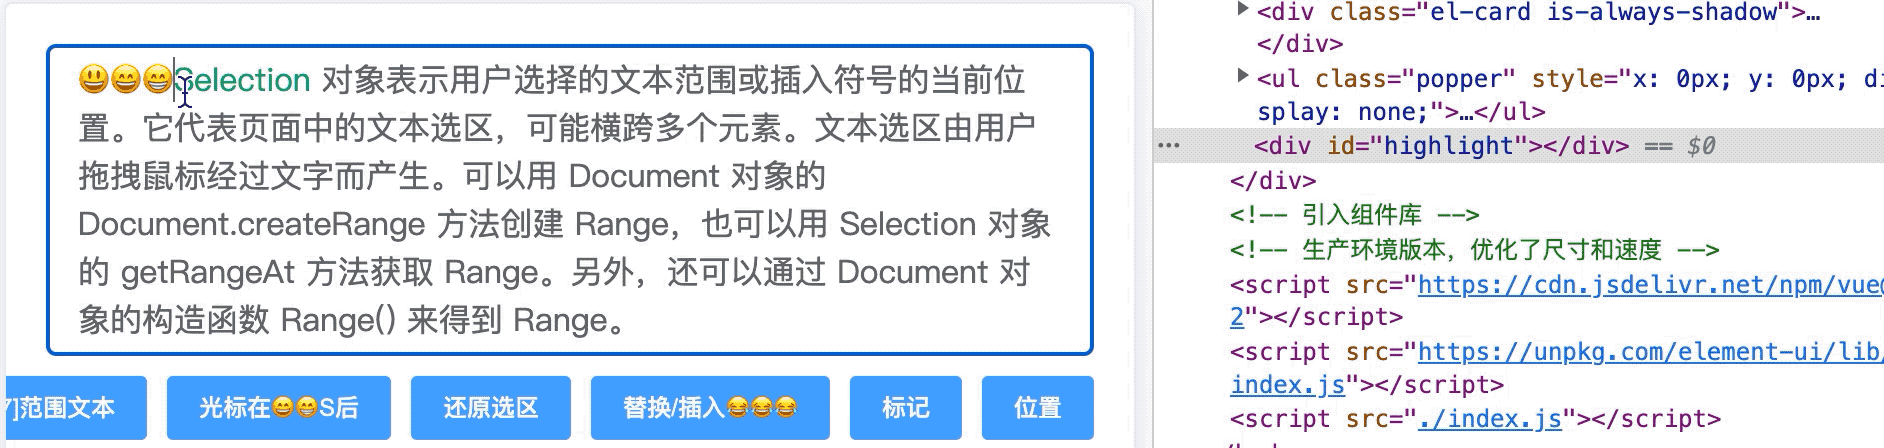 😃😄😁Selection 对象表示用户选择的文本范围或插入符号的当前位
置。它代表页面中的文本选区，可能横跨多个元素。文本选区由用户
拖拽鼠标经过文字而产生。可以用 Document 对象的
Document.createRange 方法创建 Range，也可以用 Selection 对象
的 getRangeAt 方法获取 Range。另外，还可以通过 Document 对
象的构造函数 Range() 来得到 Range。
7]范围文本
光标在😄😁S后
还原选区
替换/插入😂😂😂
标记
位置
<div class="el-card is-always-shadow">…
</div>
<ul class="popper" style="x: 0px; y: 0px; di
splay: none;">…</ul>
<div id="highlight"></div> == $0
</div>
<!-- 引入组件库 -->
<!-- 生产环境版本，优化了尺寸和速度 -->
<script src="https://cdn.jsdelivr.net/npm/vue@
2"></script>
<script src="https://unpkg.com/element-ui/lib/
index.js"></script>
<script src="./index.js"></script>